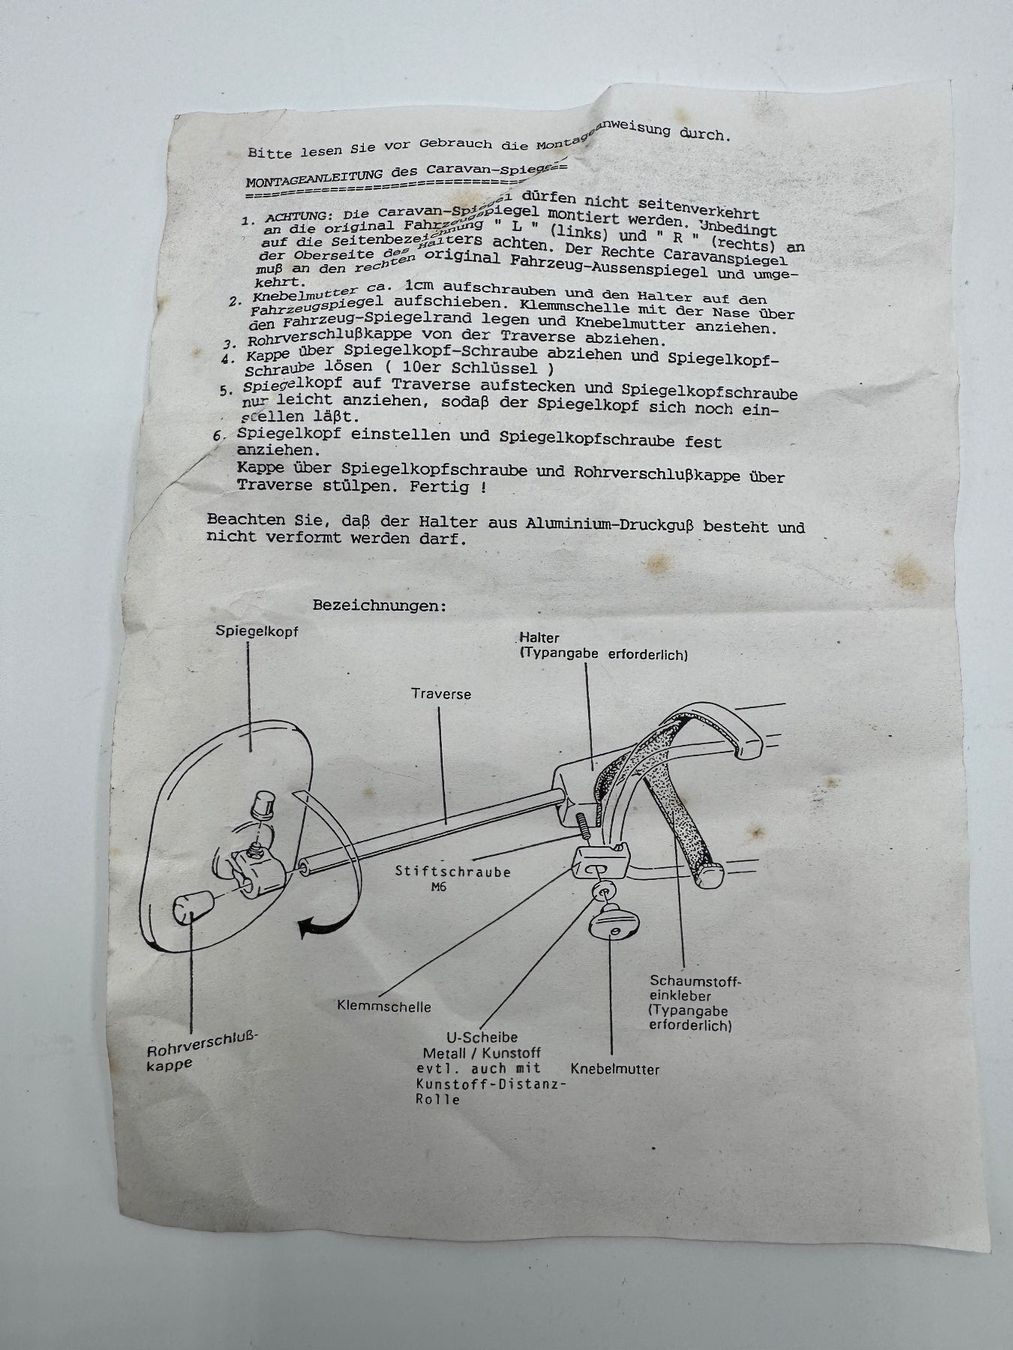 Bitte lesen Sie vor Gebrauch die Montageanweisung durch.
MONTAGEANLEITUNG des Caravan-Spiegel
1. ACHTUNG: Die Caravan-Spiegel dürfen nicht seitenverkehrt
an die original Fahrzeugspiegel montiert werden. Unbedingt
auf die Seitenbezeichnung " L " (links) und " R " (rechts) an
der Oberseite des Halters achten. Der Rechte Caravanspiegel
muß an den rechten original Fahrzeug-Aussenspiegel und umge-
kehrt.
2. Knebelmutter ca. 1cm aufschrauben und den Halter auf den
Fahrzeugspiegel aufschieben. Klemmschelle mit der Nase über
den Fahrzeug-Spiegelrand legen und Knebelmutter anziehen.
3. Rohrverschlußkappe von der Traverse abziehen.
4. Kappe über Spiegelkopf-Schraube abziehen und Spiegelkopf-
Schraube lösen ( 10er Schlüssel )
5. Spiegelkopf auf Traverse aufstecken und Spiegelkopfschraube
nur leicht anziehen, sodaß der Spiegelkopf sich noch ein-
stellen läßt.
6. Spiegelkopf einstellen und Spiegelkopfschraube fest
anziehen.
Kappe über Spiegelkopfschraube und Rohrverschlußkappe über
Traverse stülpen. Fertig !
Beachten Sie, daß der Halter aus Aluminium-Druckguß besteht und
nicht verformt werden darf.
Bezeichnungen:
Spiegelkopf
Halter
(Typangabe erforderlich)
Traverse
Stiftschraube
M6
Klemmschelle
Schaumstoff-
einkleber
(Typangabe
erforderlich)
Rohrverschluß-
kappe
U-Scheibe
Metall / Kunstoff
evtl. auch mit
Kunstoff-Distanz-
Rolle
Knebelmutter